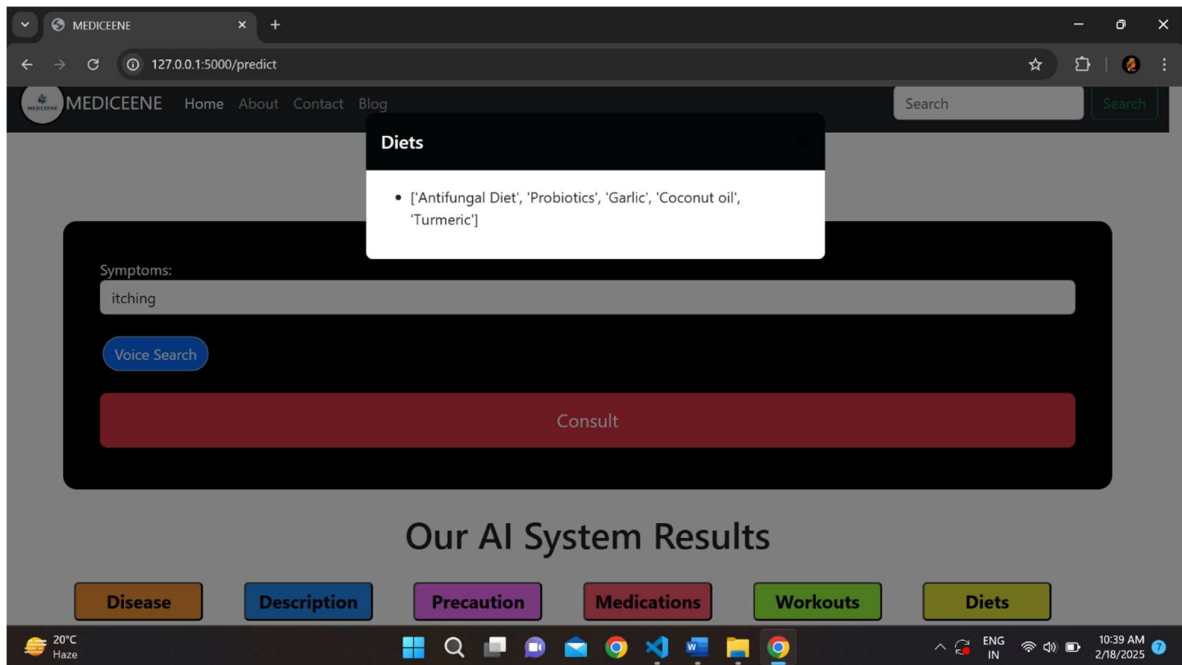 MEDICEENE
127.0.0.1:5000/predict
MEDICEENE Home About Contact Blog
Search
Search
Diets
['Antifungal Diet', 'Probiotics', 'Garlic', 'Coconut oil',
'Turmeric']
Symptoms:
itching
Voice Search
Consult
Our AI System Results
Disease
Description
Precaution
Medications
Workouts
Diets
20°C
Haze
ENG
IN
10:39 AM
2/18/2025
7